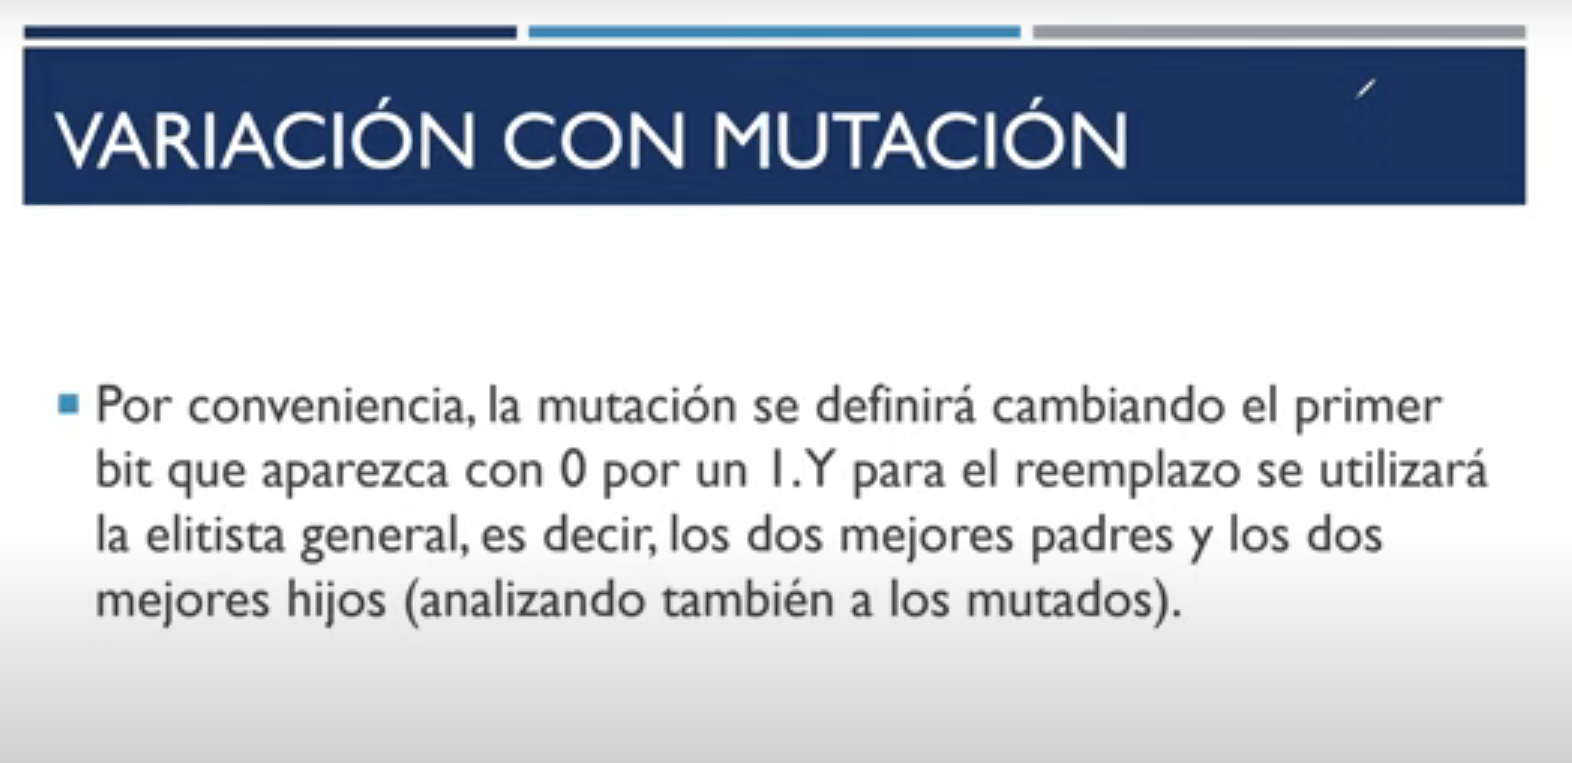 VARIACIÓN CON MUTACIÓN
Por conveniencia, la mutación se definirá cambiando el primer
bit que aparezca con 0 por un 1.Y para el reemplazo se utilizará
la elitista general, es decir, los dos mejores padres y los dos
mejores hijos (analizando también a los mutados).